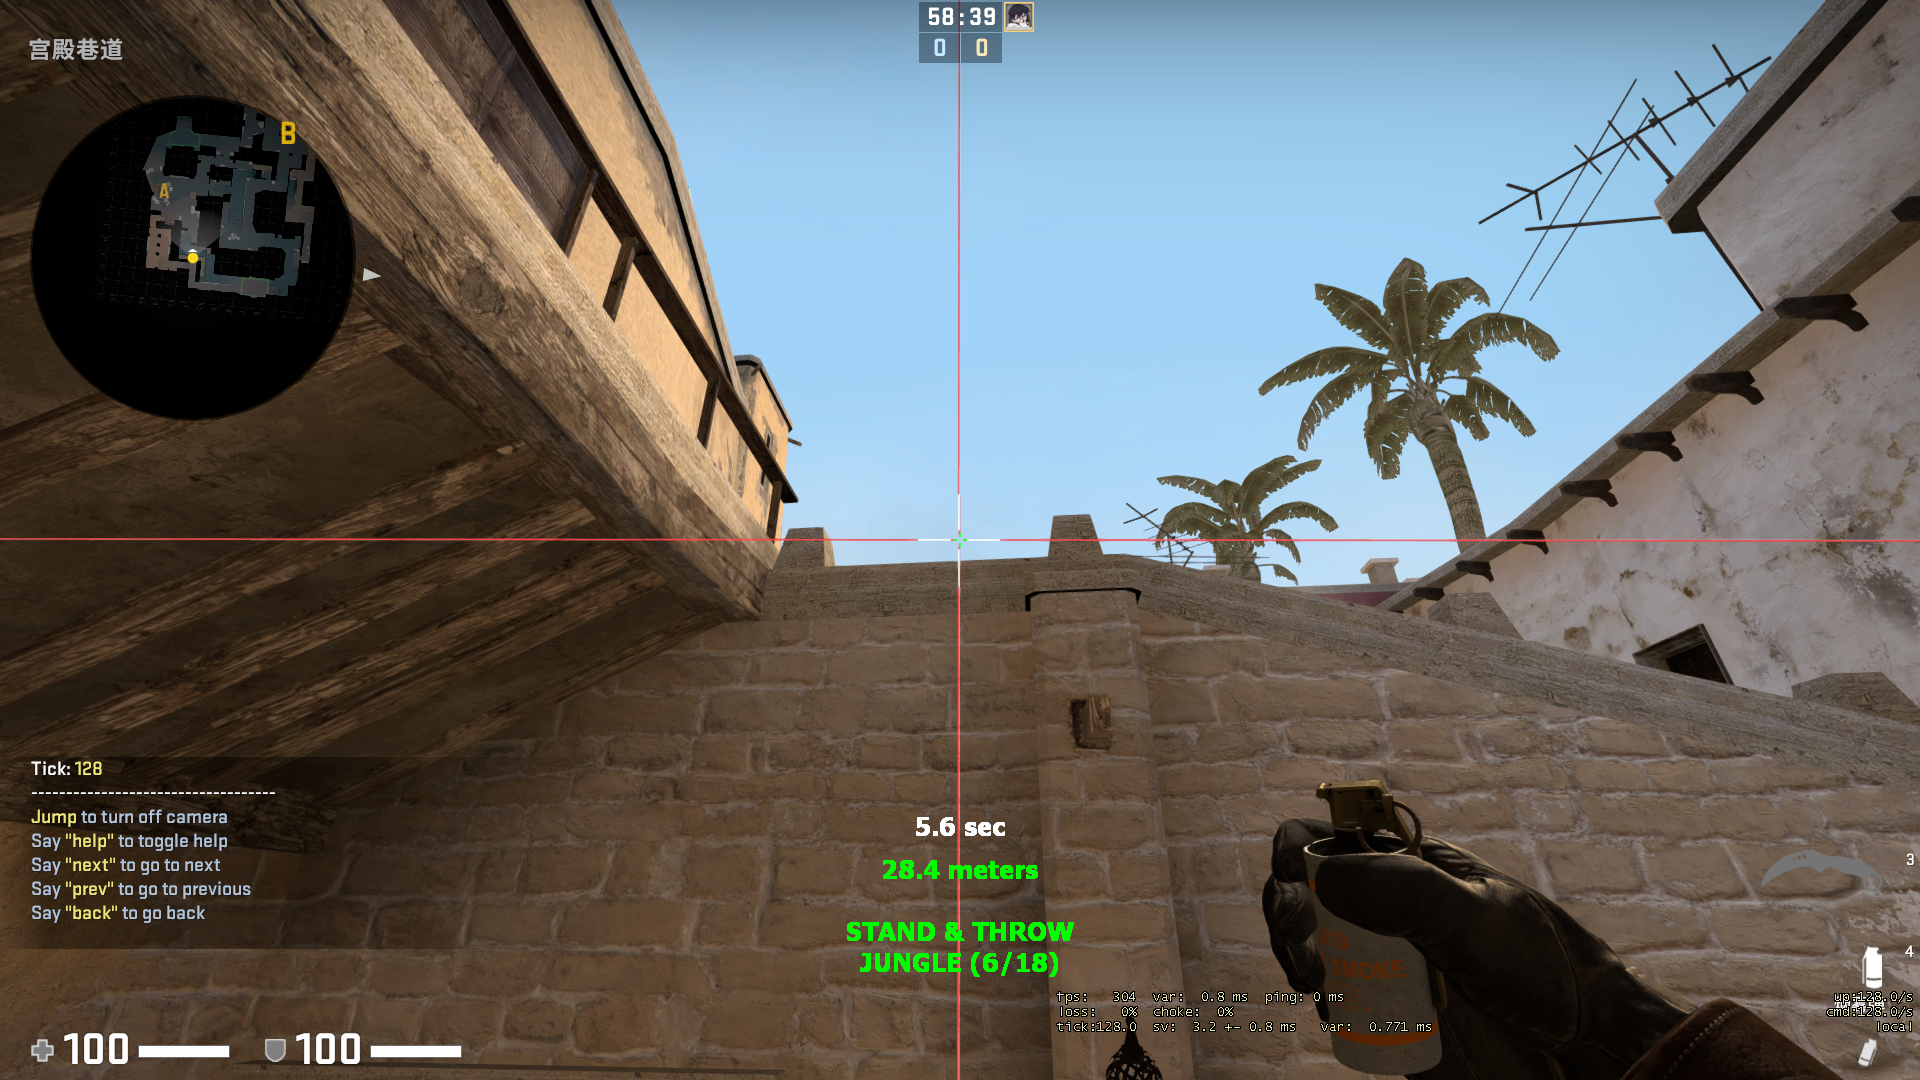 宫殿巷道
58:39
0 0
B
A
Tick: 128
----------------------------------
Jump to turn off camera
Say "help" to toggle help
Say "next" to go to next
Say "prev" to go to previous
Say "back" to go back
5.6 sec
28.4 meters
STAND & THROW
JUNGLE (6/18)
SMOKE
3
4
fps: 304 var: 0.8 ms ping: 0 ms
loss: 0% choke: 0%
tick:128.0 sv: 3.2 +- 0.8 ms var: 0.771 ms
up:128.0/s
cmd:128.0/s
local
100 100